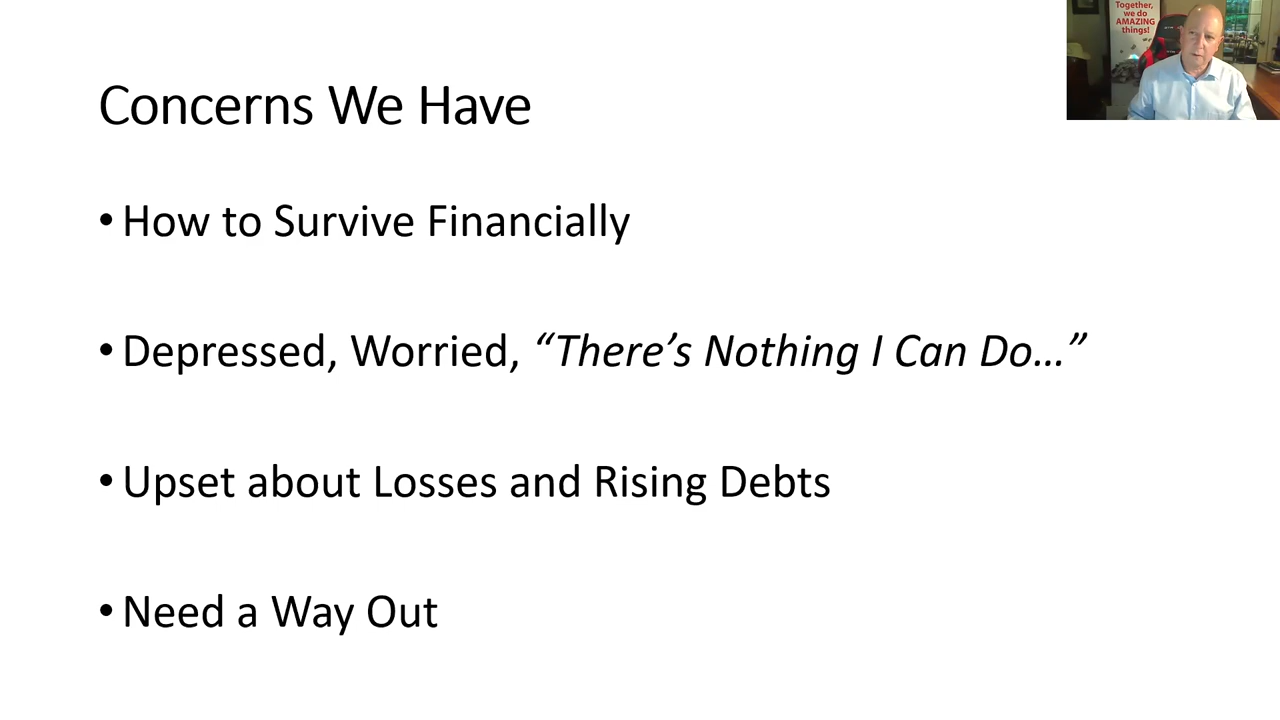 Together,
we do
AMAZING
things!
Concerns We Have
• How to Survive Financially
• Depressed, Worried, “There’s Nothing I Can Do…”
• Upset about Losses and Rising Debts
• Need a Way Out